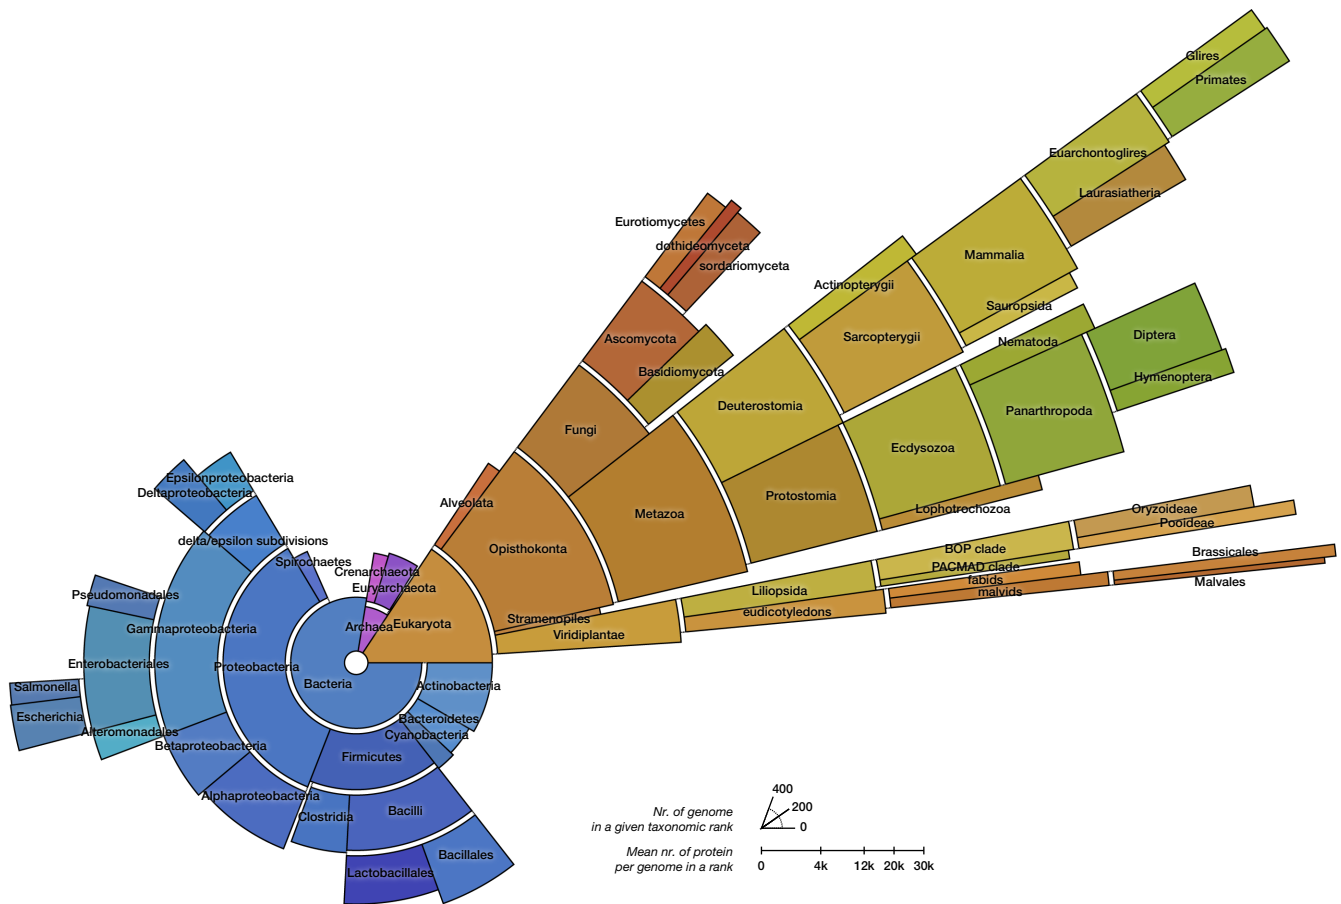 Glires
Primates
Euarchontoglires
Laurasiatheria
Eurotiomycetes
dothideomyceta
sordariomyceta
Mammalia
Actinopterygii
Sauropsida
Sarcopterygii
Ascomycota
Nematoda
Diptera
Basidiomycota
Hymenoptera
Deuterostomia
Panarthropoda
Fungi
Ecdysozoa
Epsilonproteobacteria
Deltaproteobacteria
Alveolata
Protostomia
Lophotrochozoa
Oryzoideae
Metazoa
Pooideae
delta/epsilon subdivisions
Opisthokonta
BOP clade
Brassicales
Spirochaetes
Crenarchaeota
PACMAD clade
fabids
Malvales
Euryarchaeota
Liliopsida
malvids
Pseudomonadales
eudicotyledons
Stramenopiles
Archaea
Eukaryota
Gammaproteobacteria
Viridiplantae
Enterobacteriales
Proteobacteria
Bacteria
Actinobacteria
Salmonella
Escherichia
Bacteroidetes
Alteromonadales
Cyanobacteria
Betaproteobacteria
Firmicutes
Alphaproteobacteria
Clostridia
Bacilli
Bacillales
Lactobacillales
400
200
0
Nr. of genome
in a given taxonomic rank
Mean nr. of protein
per genome in a rank
0 4k 12k 20k 30k